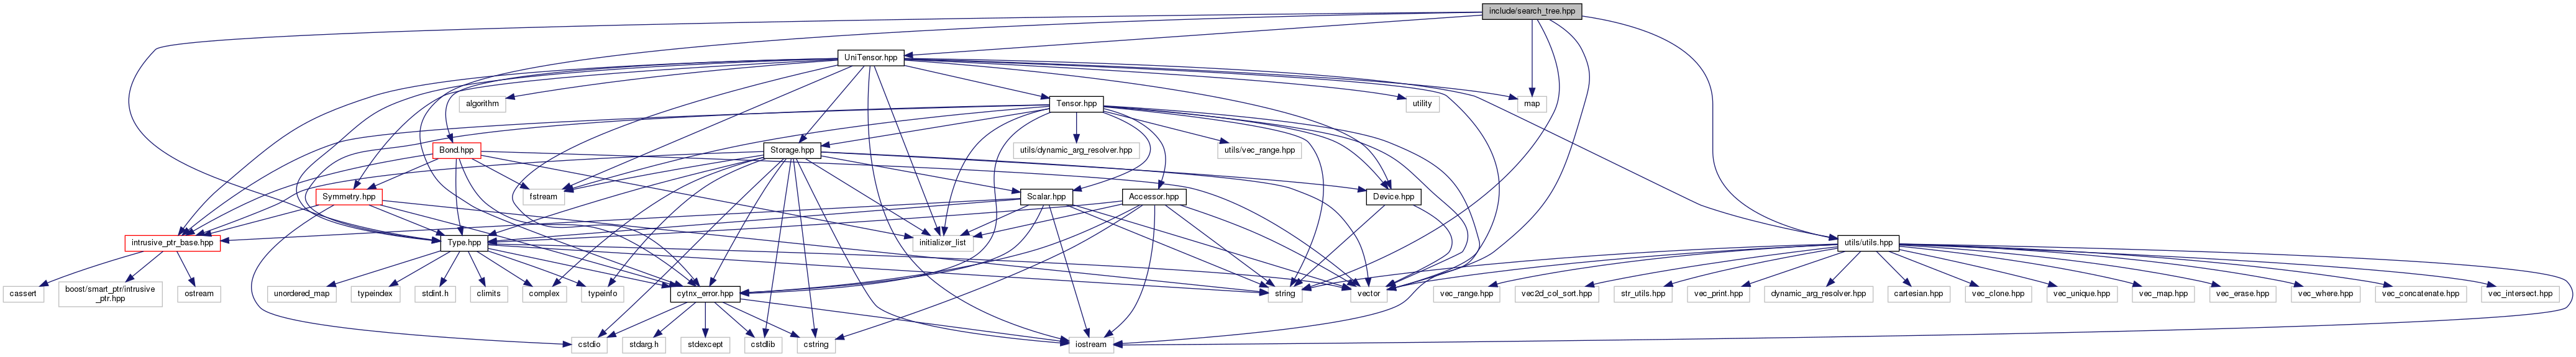 include/search_tree.hpp
UniTensor.hpp
algorithm
Tensor.hpp
utility
map
Bond.hpp
Storage.hpp
utils/dynamic_arg_resolver.hpp
utils/vec_range.hpp
fstream
Symmetry.hpp
Scalar.hpp
Accessor.hpp
Device.hpp
intrusive_ptr_base.hpp
Type.hpp
initializer_list
utils/utils.hpp
cassert
boost/smart_ptr/intrusive
_ptr.hpp
ostream
unordered_map
typeindex
stdint.h
climits
complex
typeinfo
cytnx_error.hpp
string
vector
vec_range.hpp
vec2d_col_sort.hpp
str_utils.hpp
vec_print.hpp
dynamic_arg_resolver.hpp
cartesian.hpp
vec_clone.hpp
vec_unique.hpp
vec_map.hpp
vec_erase.hpp
vec_where.hpp
vec_concatenate.hpp
vec_intersect.hpp
cstdio
stdarg.h
stdexcept
cstdlib
cstring
iostream